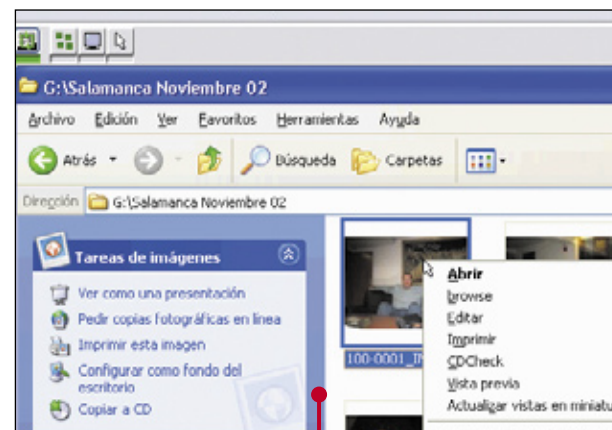 G:\Salamanca Noviembre 02
Archivo Edición Ver Favoritos Herramientas Ayuda
Atrás Búsqueda Carpetas
Dirección G:\Salamanca Noviembre 02
Tareas de imágenes
Ver como una presentación
Pedir copias fotográficas en línea
Imprimir esta imagen
Configurar como fondo del
escritorio
Copiar a CD
100-0001_I
Abrir
browse
Editar
Imprimir
CDCheck
Vista previa
Actualizar vistas en miniatu